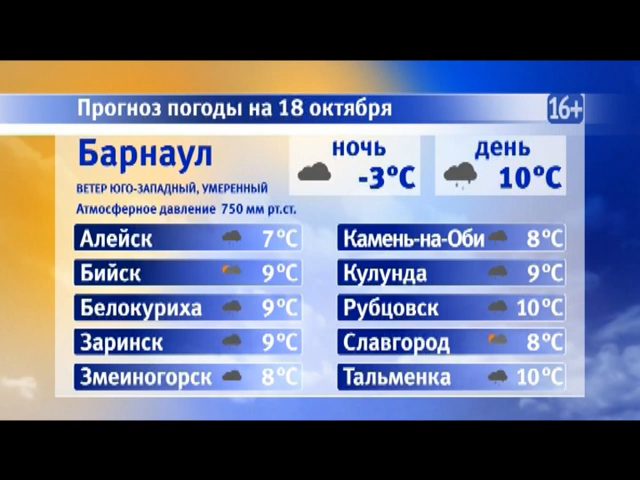 Прогноз погоды на 18 октября
16+
Барнаул
ночь
-3°C
день
10°C
ВЕТЕР ЮГО-ЗАПАДНЫЙ, УМЕРЕННЫЙ
Атмосферное давление 750 мм рт.ст.
Алейск 7°C
Бийск 9°C
Белокуриха 9°C
Заринск 9°C
Змеиногорск 8°C
Камень-на-Оби 8°C
Кулунда 9°C
Рубцовск 10°C
Славгород 8°C
Тальменка 10°C